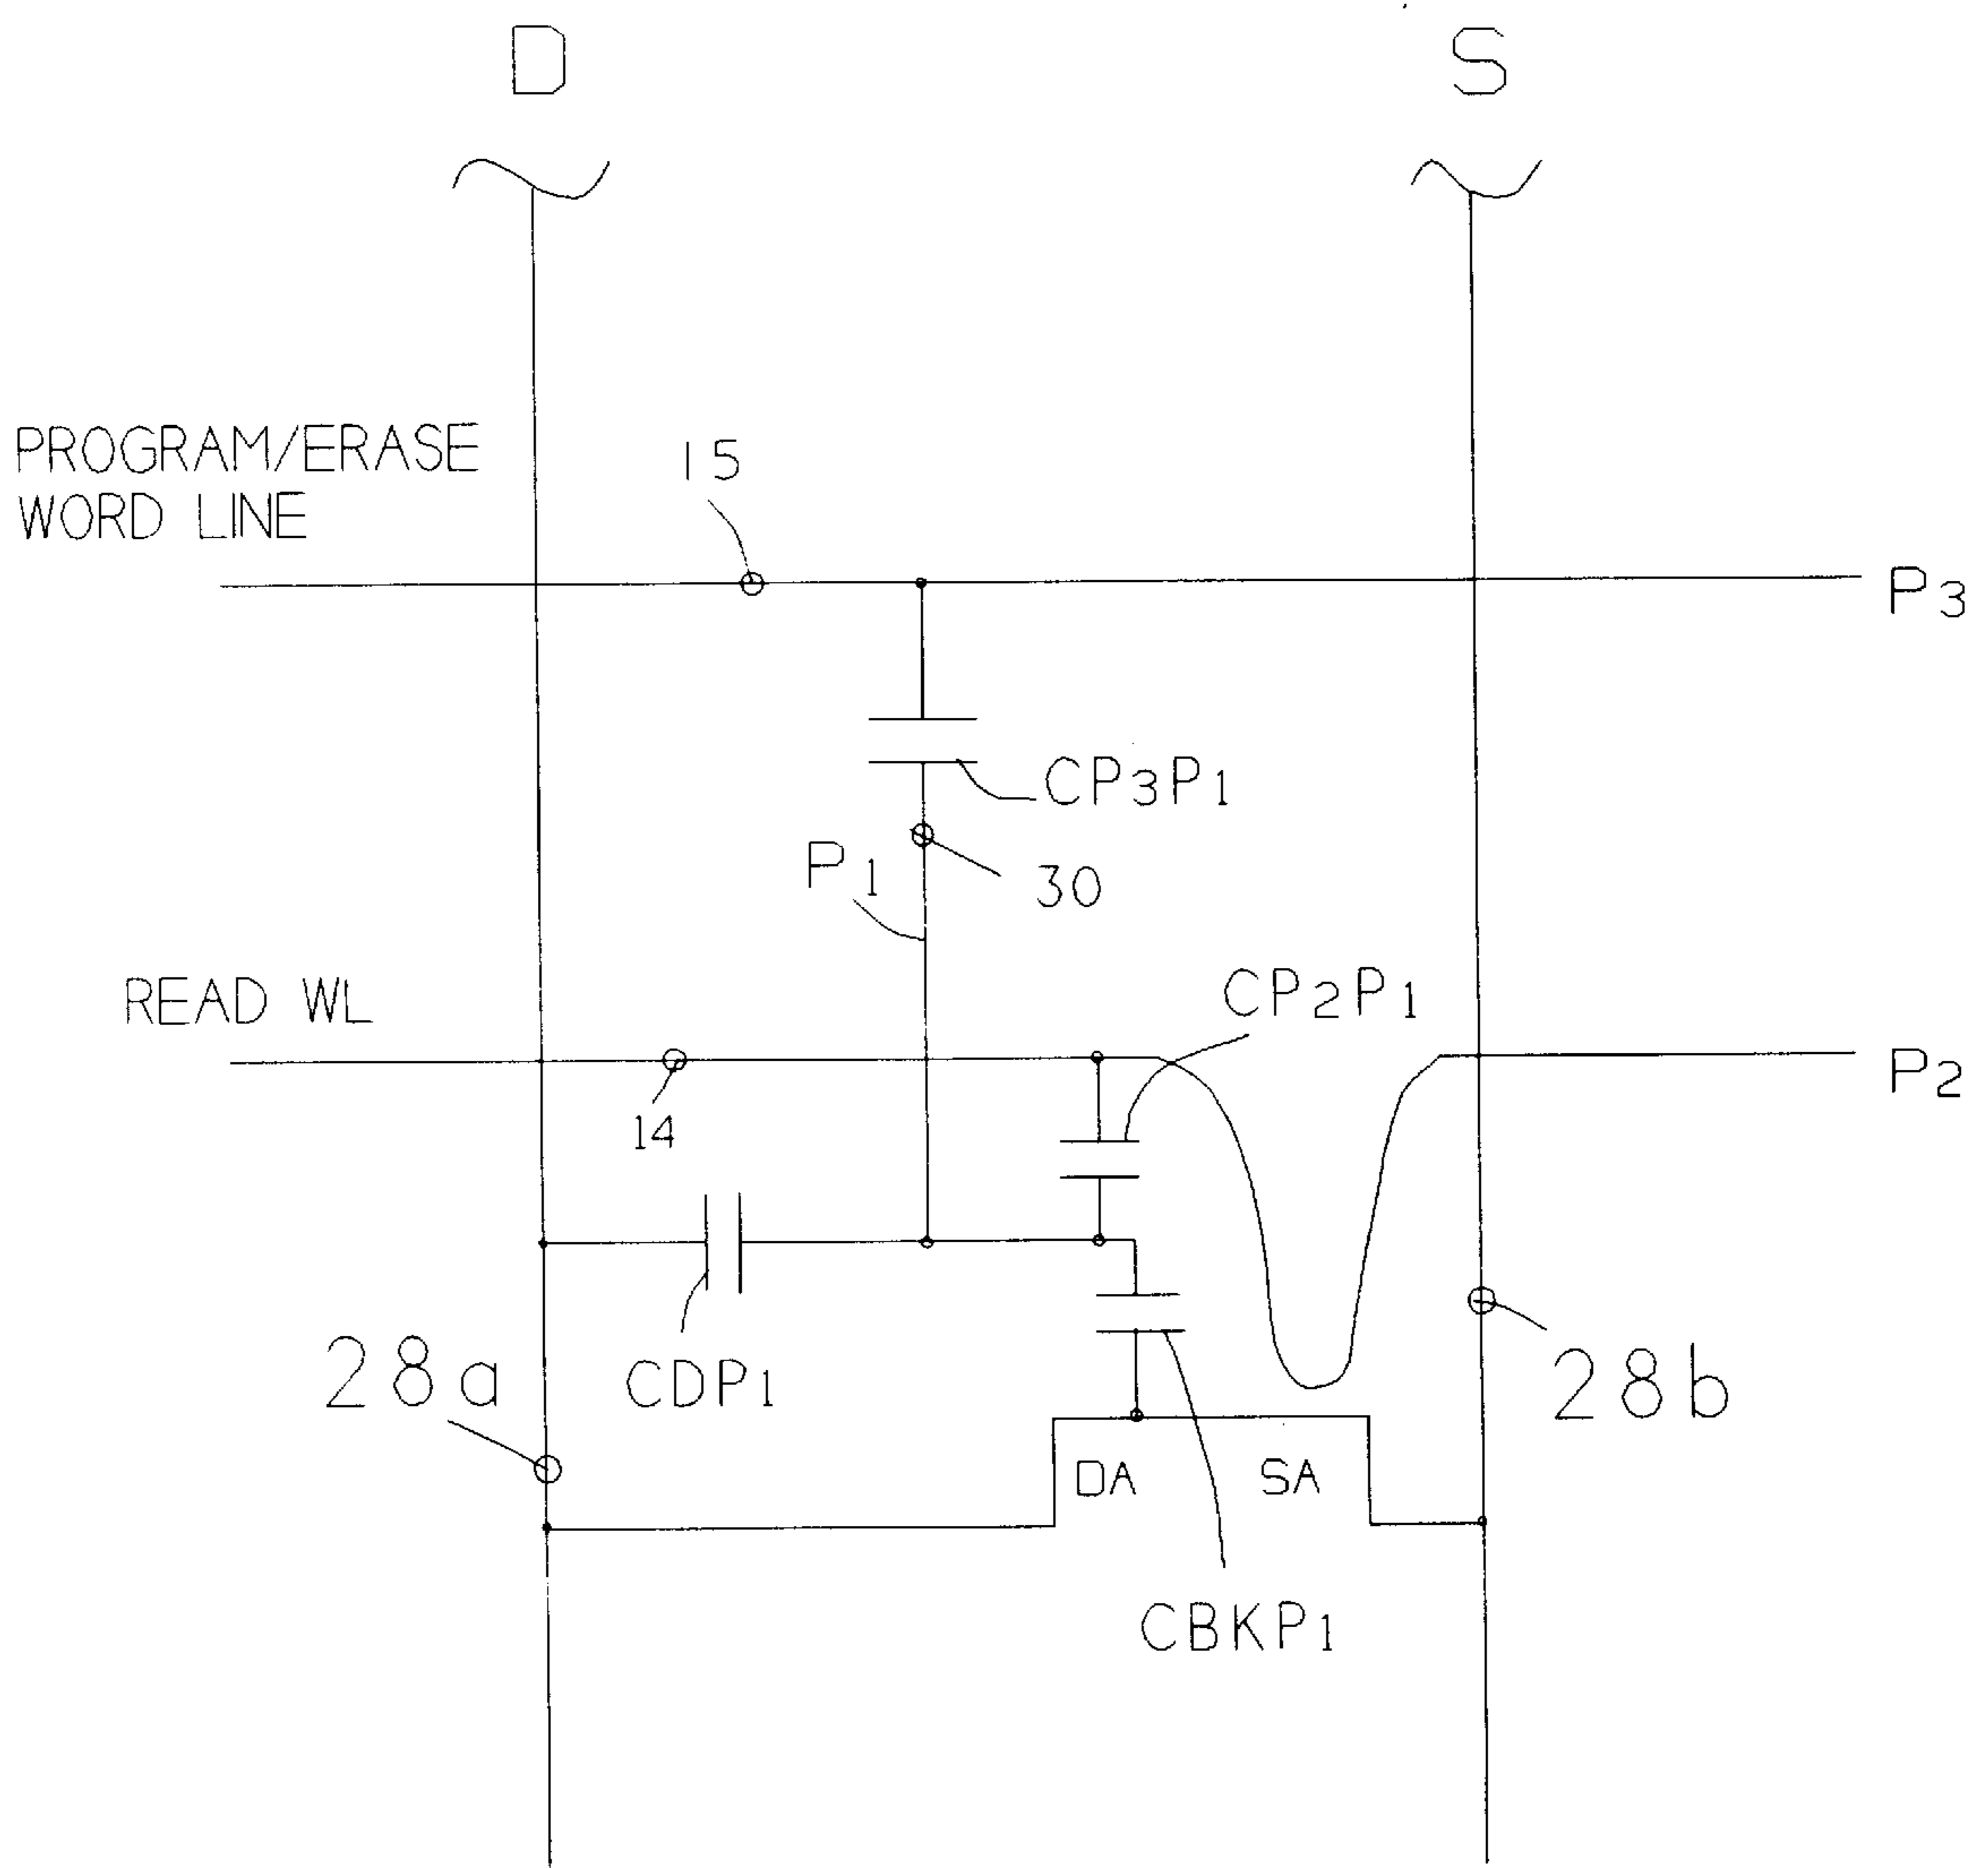 D
S
PROGRAM/ERASE
WORD LINE
15
P3
CP3P1
P1
30
READ WL
CP2P1
P2
14
28a
CDP1
28b
DA
SA
CBKP1